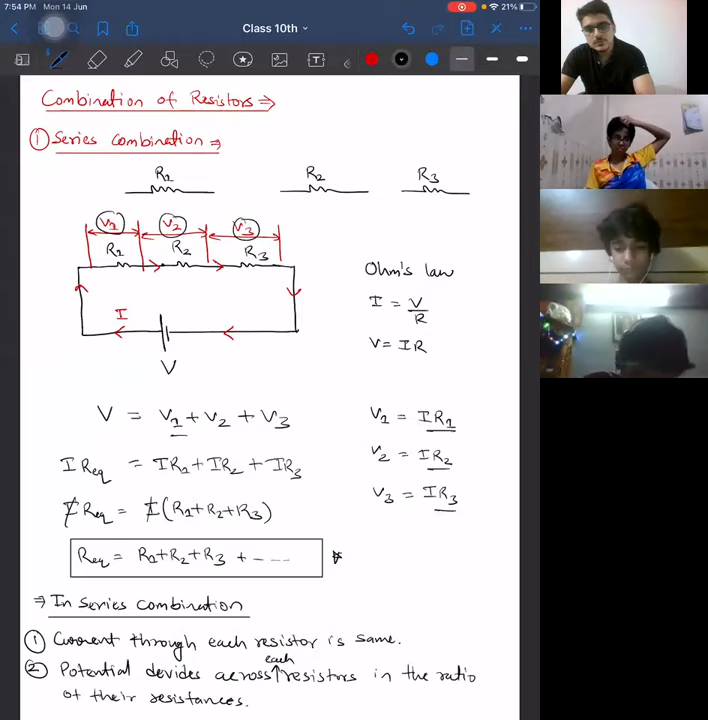 7:54 PM Mon 14 Jun
21%
Class 10th
Combination of Resistors ⇒
① Series combination ⇒
R1 R2 R3
V1 V2 V3
R1 R2 R3
I
V
Ohm's law
I = V/R
V = IR
V = V1 + V2 + V3
V1 = IR1
I Req = IR1 + IR2 + IR3
V2 = IR2
I Req = I (R1+R2+R3)
V3 = IR3
Req = R1+R2+R3 + -----
⇒ In Series combination
① Current through each resistor is same.
② Potential devides across each resistors in the ratio
of their resistances.